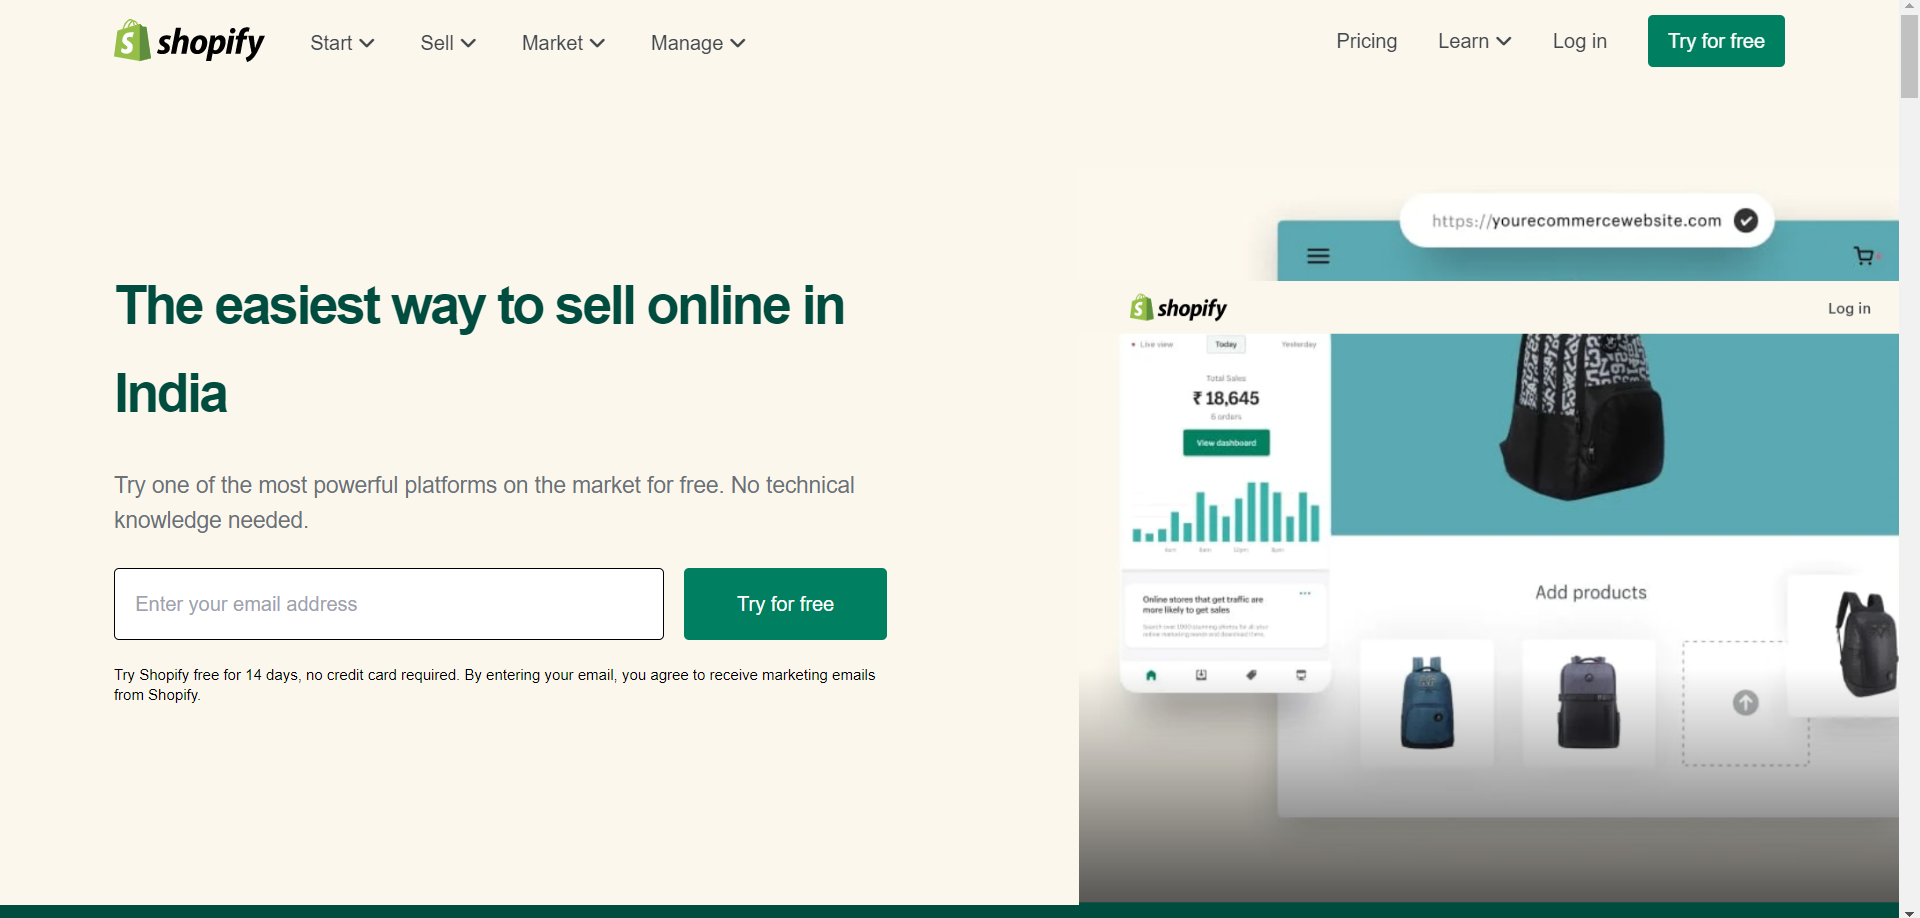 shopify
Start
Sell
Market
Manage
Pricing
Learn
Log in
Try for free
The easiest way to sell online in
India
Try one of the most powerful platforms on the market for free. No technical
knowledge needed.
Enter your email address
Try for free
Try Shopify free for 14 days, no credit card required. By entering your email, you agree to receive marketing emails
from Shopify.
https://yourecommercewebsite.com
shopify
Log in
Live view
Today
Yesterday
Total Sales
₹ 18,645
6 orders
View dashboard
Online stores that get traffic are
more likely to get sales
Add products